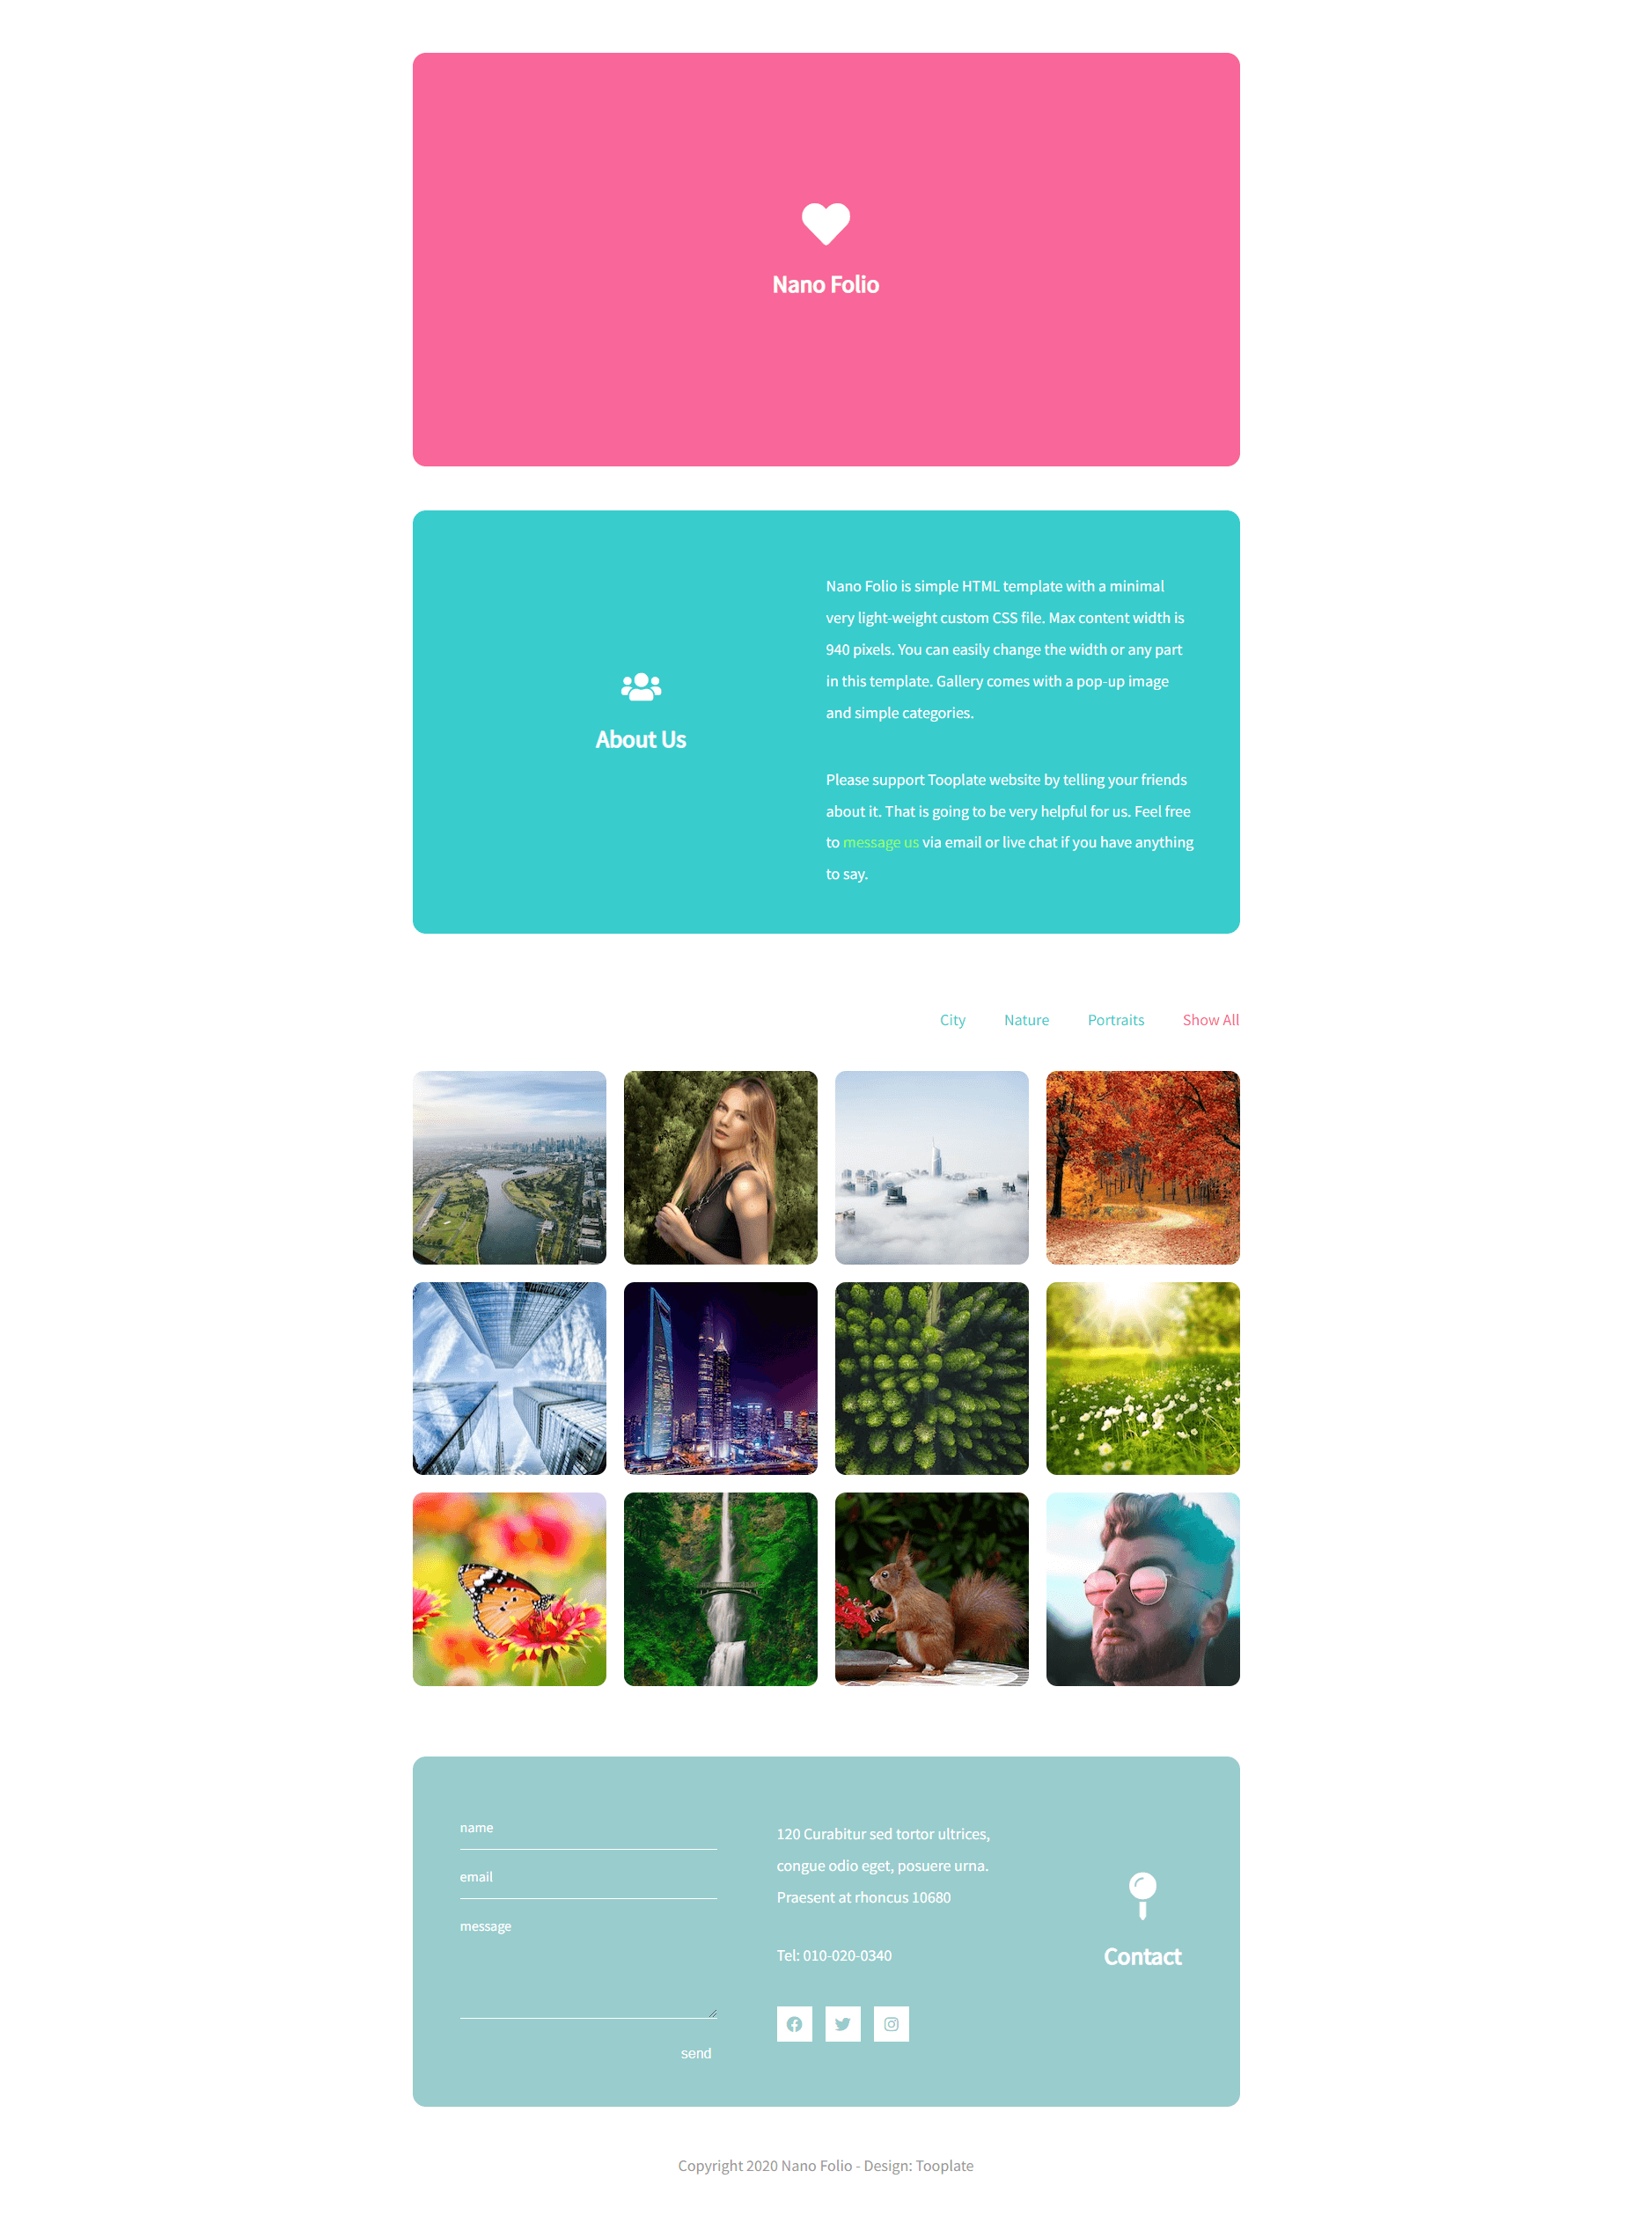 Nano Folio
About Us
Nano Folio is simple HTML template with a minimal
very light-weight custom CSS file. Max content width is
940 pixels. You can easily change the width or any part
in this template. Gallery comes with a pop-up image
and simple categories.
Please support Tooplate website by telling your friends
about it. That is going to be very helpful for us. Feel free
to message us via email or live chat if you have anything
to say.
City Nature Portraits Show All
name
email
message
send
120 Curabitur sed tortor ultrices,
congue odio eget, posuere urna.
Praesent at rhoncus 10680
Tel: 010-020-0340
Contact
Copyright 2020 Nano Folio - Design: Tooplate